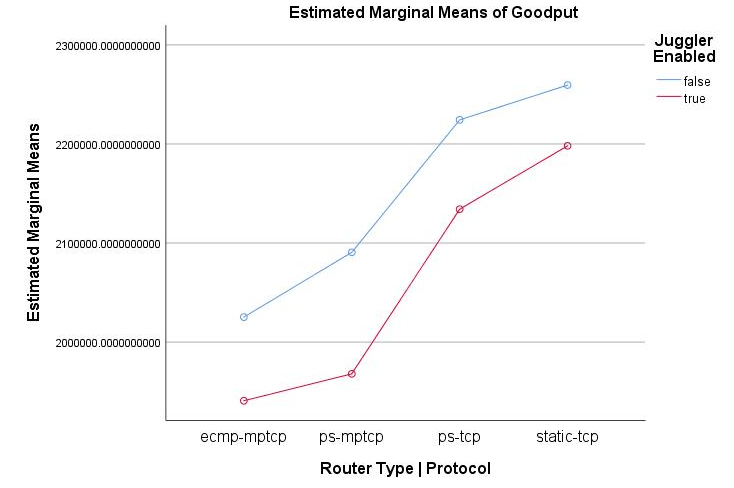 Estimated Marginal Means of Goodput
Estimated Marginal Means
2300000.0000000000
2200000.0000000000
2100000.0000000000
2000000.0000000000
ecmp-mptcp ps-mptcp ps-tcp static-tcp
Router Type | Protocol
Juggler
Enabled
false
true